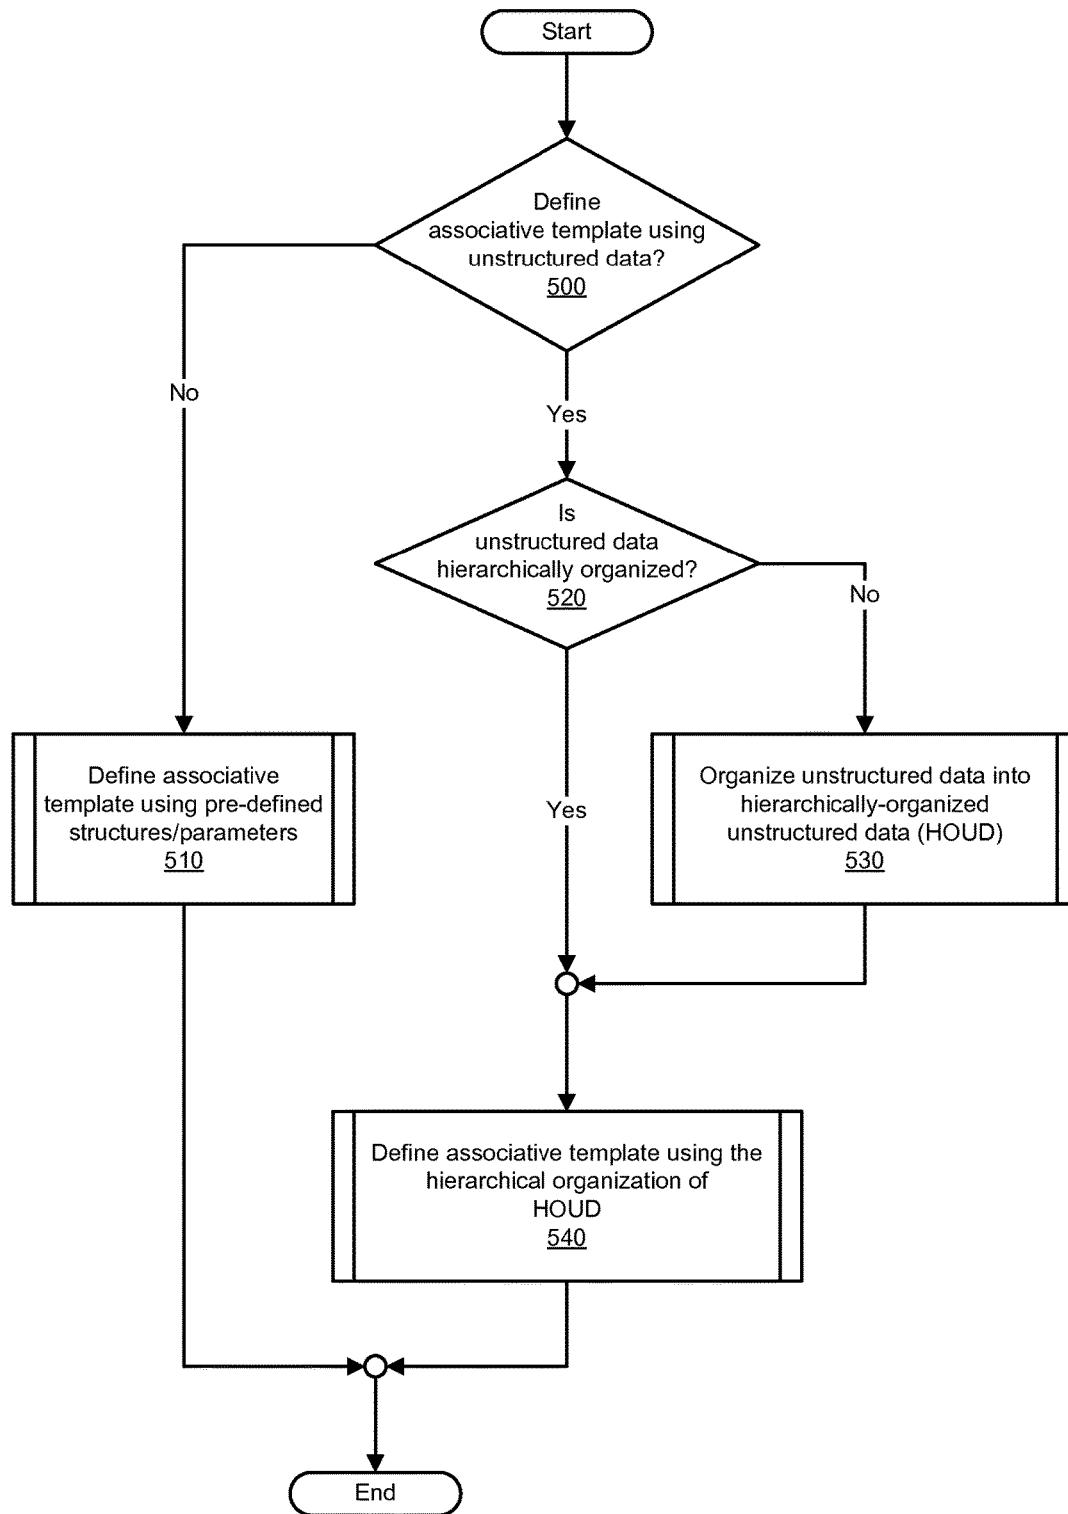 Start
Define
associative template using
unstructured data?
500
No
Yes
Is
unstructured data
hierarchically organized?
520
No
Define associative
template using pre-defined
structures/parameters
510
Yes
Organize unstructured data into
hierarchically-organized
unstructured data (HOUD)
530
Define associative template using the
hierarchical organization of
HOUD
540
End